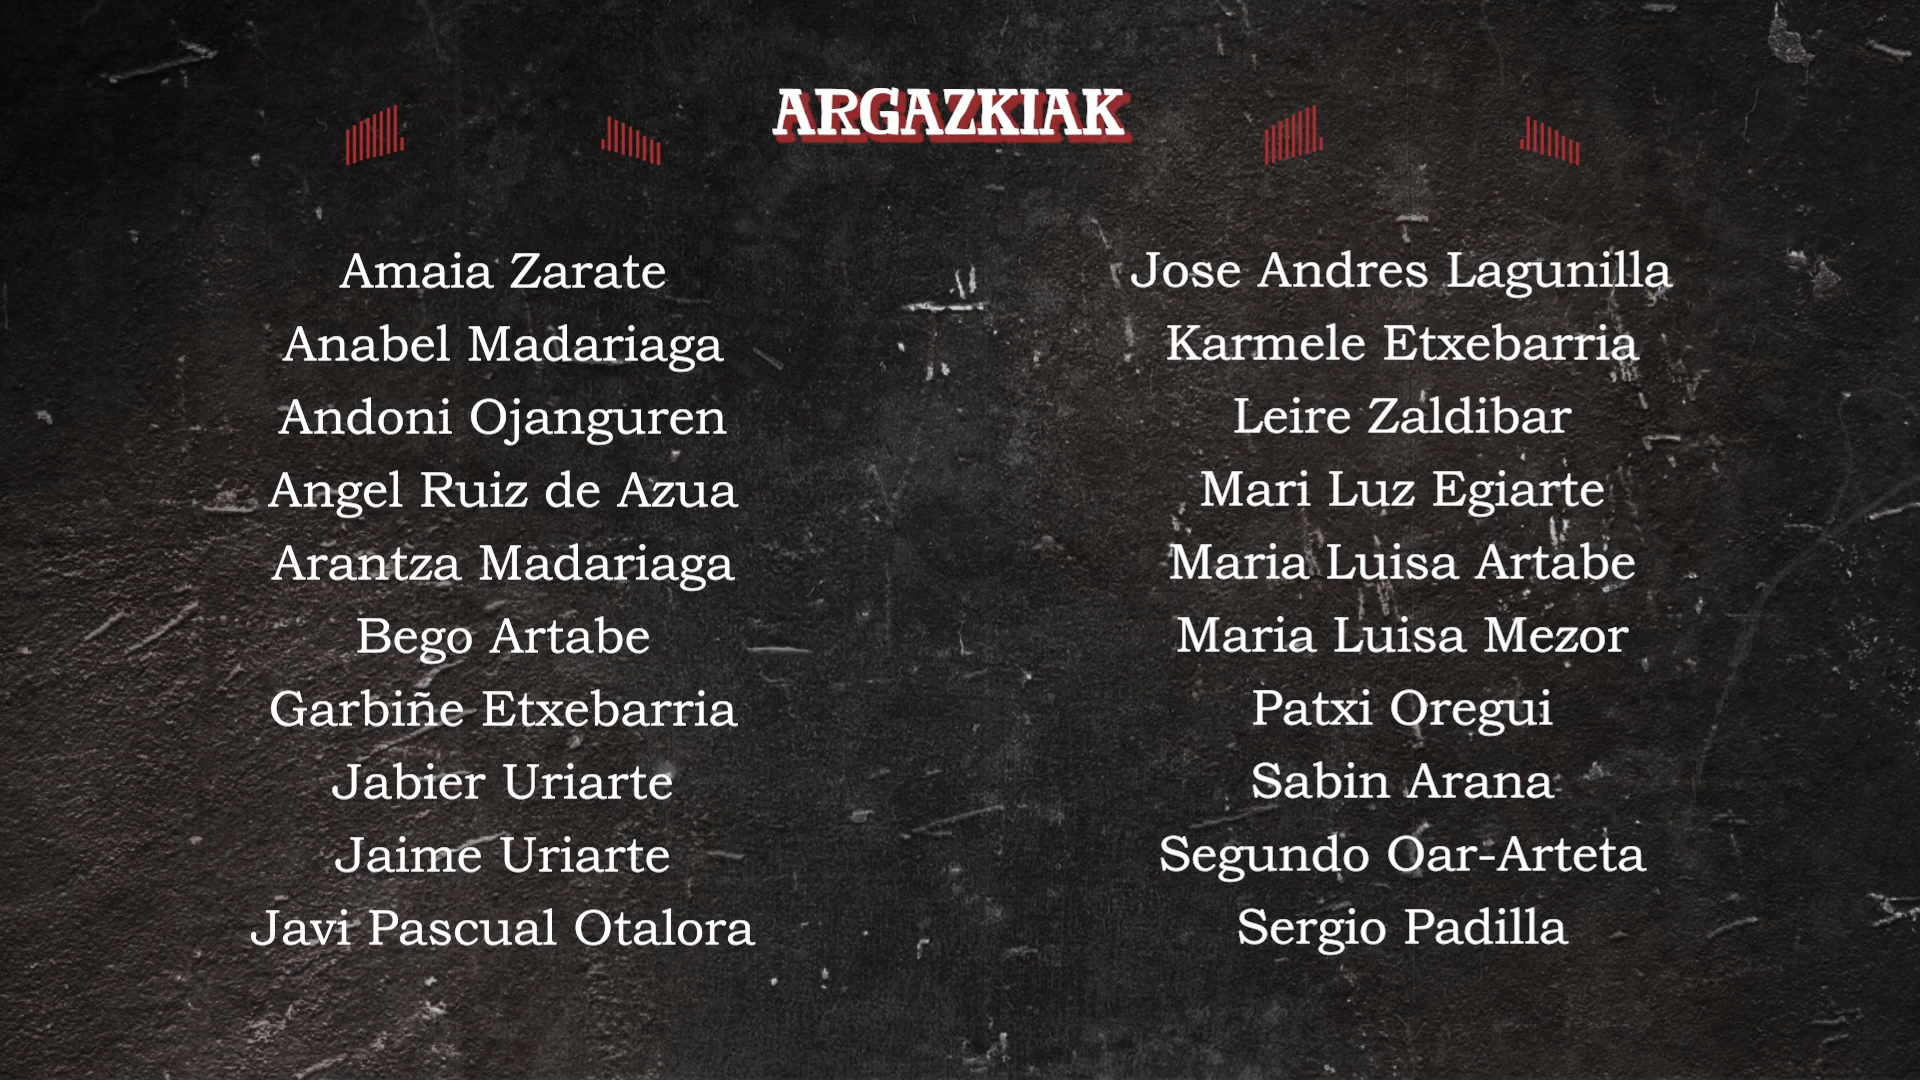 ARGAZKIAK
Amaia Zarate
Anabel Madariaga
Andoni Ojanguren
Angel Ruiz de Azua
Arantza Madariaga
Bego Artabe
Garbiñe Etxebarria
Jabier Uriarte
Jaime Uriarte
Javi Pascual Otalora
Jose Andres Lagunilla
Karmele Etxebarria
Leire Zaldibar
Mari Luz Egiarte
Maria Luisa Artabe
Maria Luisa Mezor
Patxi Oregui
Sabin Arana
Segundo Oar-Arteta
Sergio Padilla